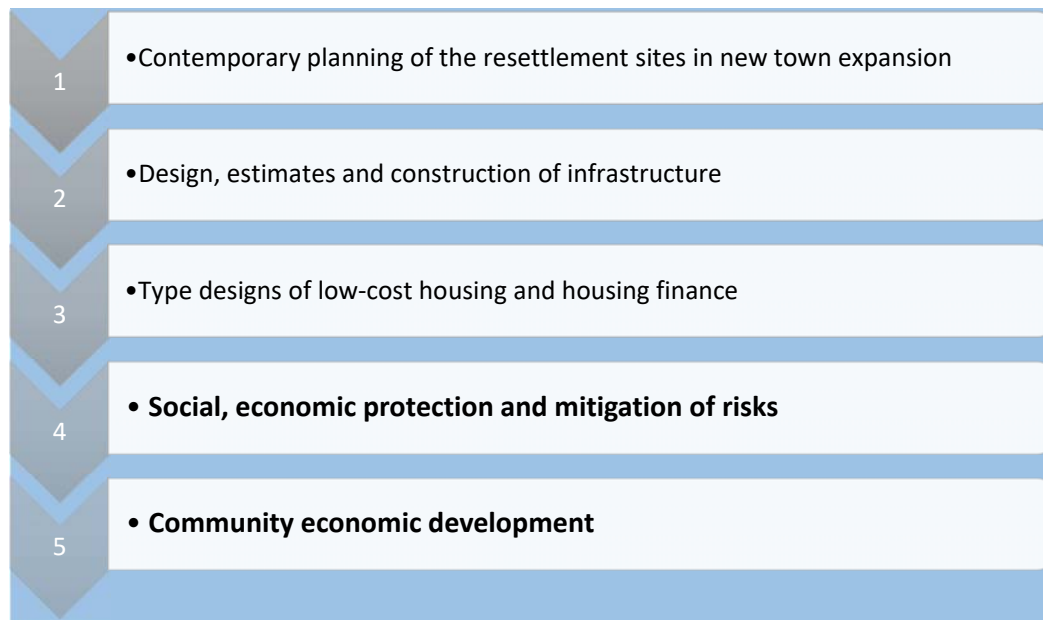 1
•Contemporary planning of the resettlement sites in new town expansion
2
•Design, estimates and construction of infrastructure
3
•Type designs of low-cost housing and housing finance
4
• Social, economic protection and mitigation of risks
5
• Community economic development